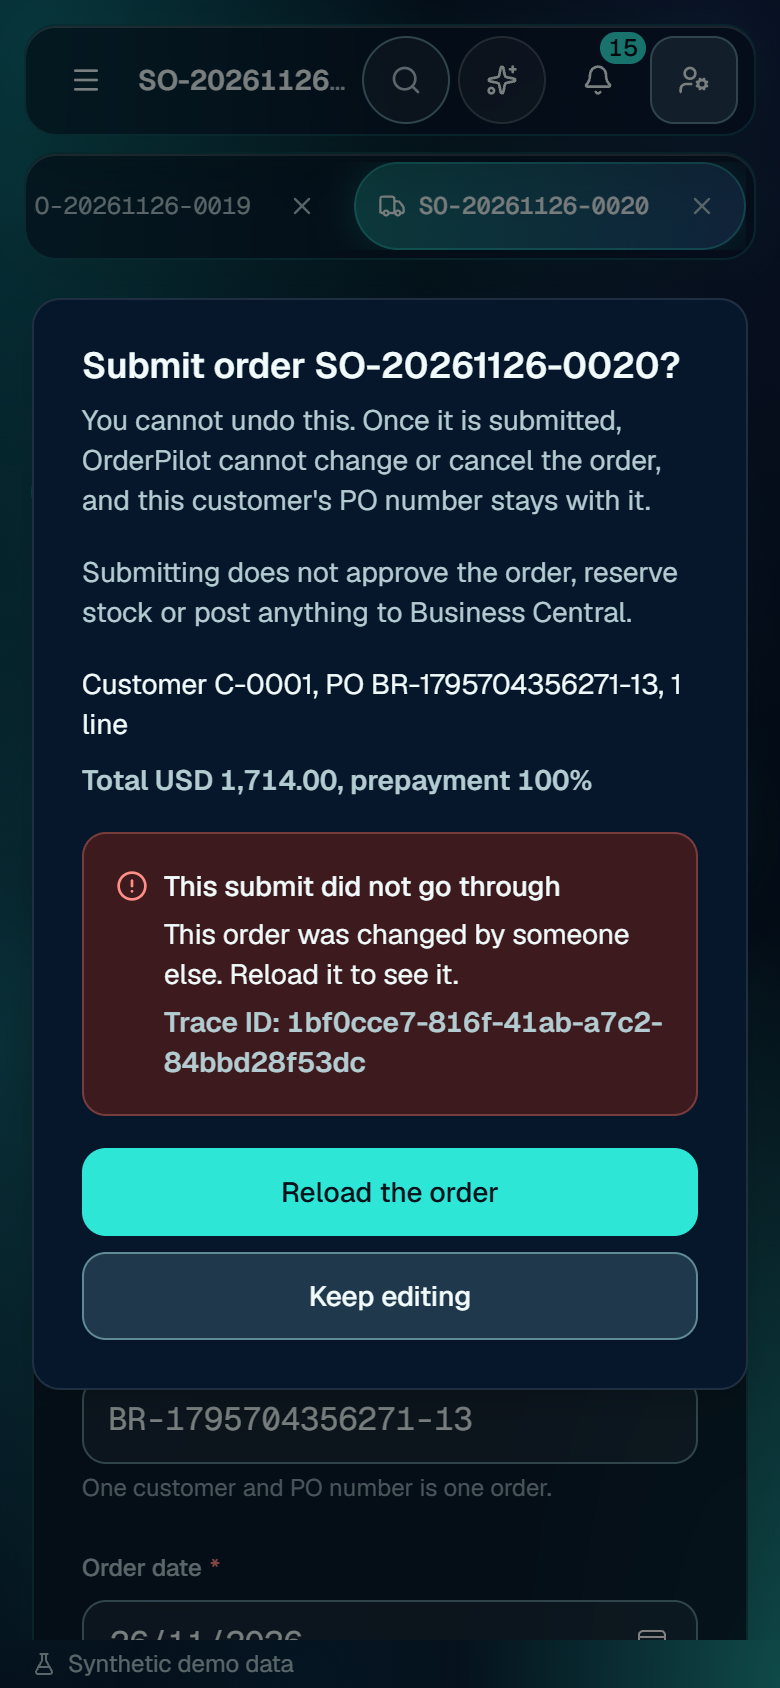 SO-20261126…
15
O-20261126-0019
SO-20261126-0020
Submit order SO-20261126-0020?
You cannot undo this. Once it is submitted,
OrderPilot cannot change or cancel the order,
and this customer's PO number stays with it.
Submitting does not approve the order, reserve
stock or post anything to Business Central.
Customer C-0001, PO BR-1795704356271-13, 1
line
Total USD 1,714.00, prepayment 100%
This submit did not go through
This order was changed by someone
else. Reload it to see it.
Trace ID: 1bf0cce7-816f-41ab-a7c2-
84bbd28f53dc
Reload the order
Keep editing
BR-1795704356271-13
One customer and PO number is one order.
Order date *
26/11/2026
Synthetic demo data